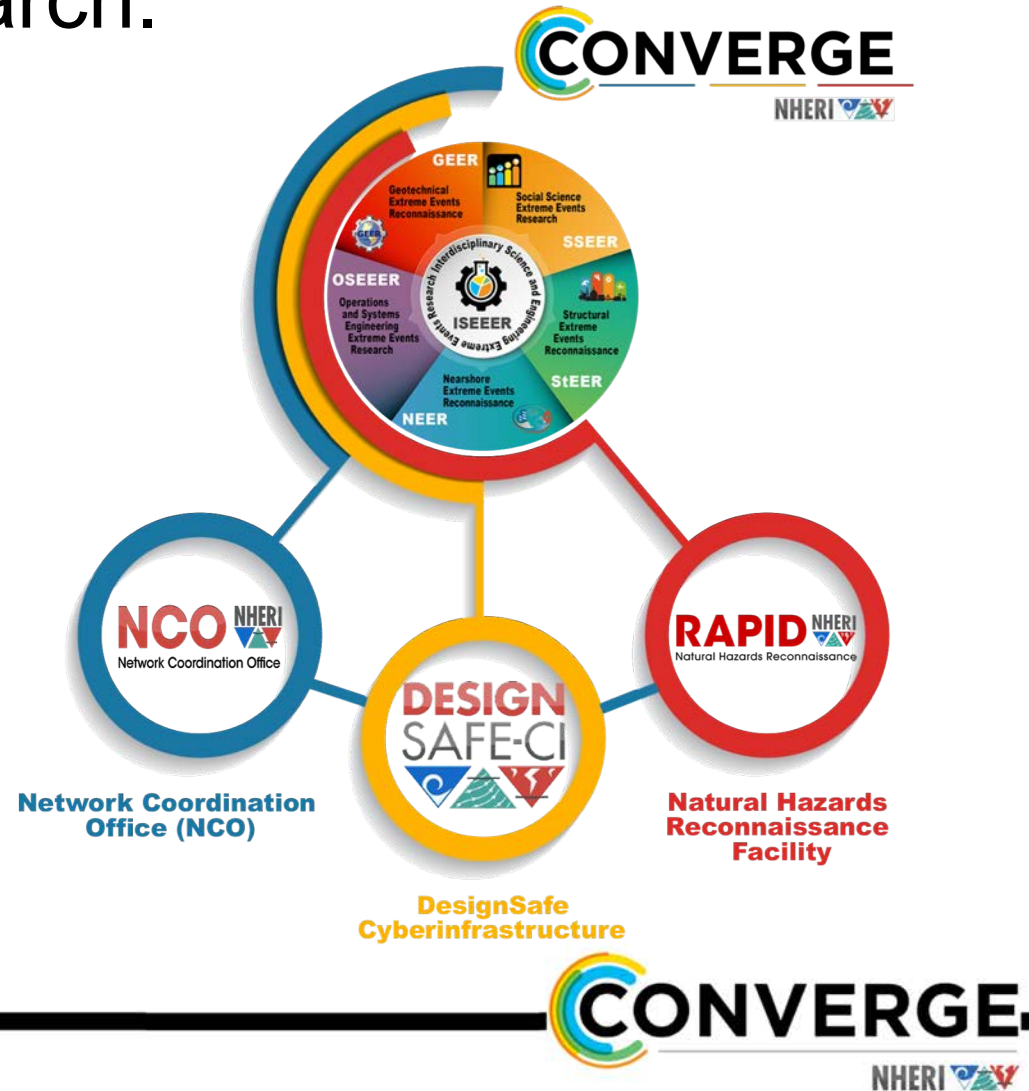 arch.
CONVERGE
NHERI
GEER
Geotechnical
Extreme Events
Reconnaissance
GEER
Social Science
Extreme Events
Research
SSEER
OSEEER
Operations
and Systems
Engineering
Extreme Events
Research
Interdisciplinary Science and Engineering Extreme Events Research
ISEEER
Structural
Extreme
Events
Reconnaissance
StEER
Nearshore
Extreme Events
Reconnaissance
NEER
NCO NHERI
Network Coordination Office
DESIGN
SAFE-CI
RAPID NHERI
Natural Hazards Reconnaissance
Network Coordination
Office (NCO)
Natural Hazards
Reconnaissance
Facility
DesignSafe
Cyberinfrastructure
CONVERGE
NHERI